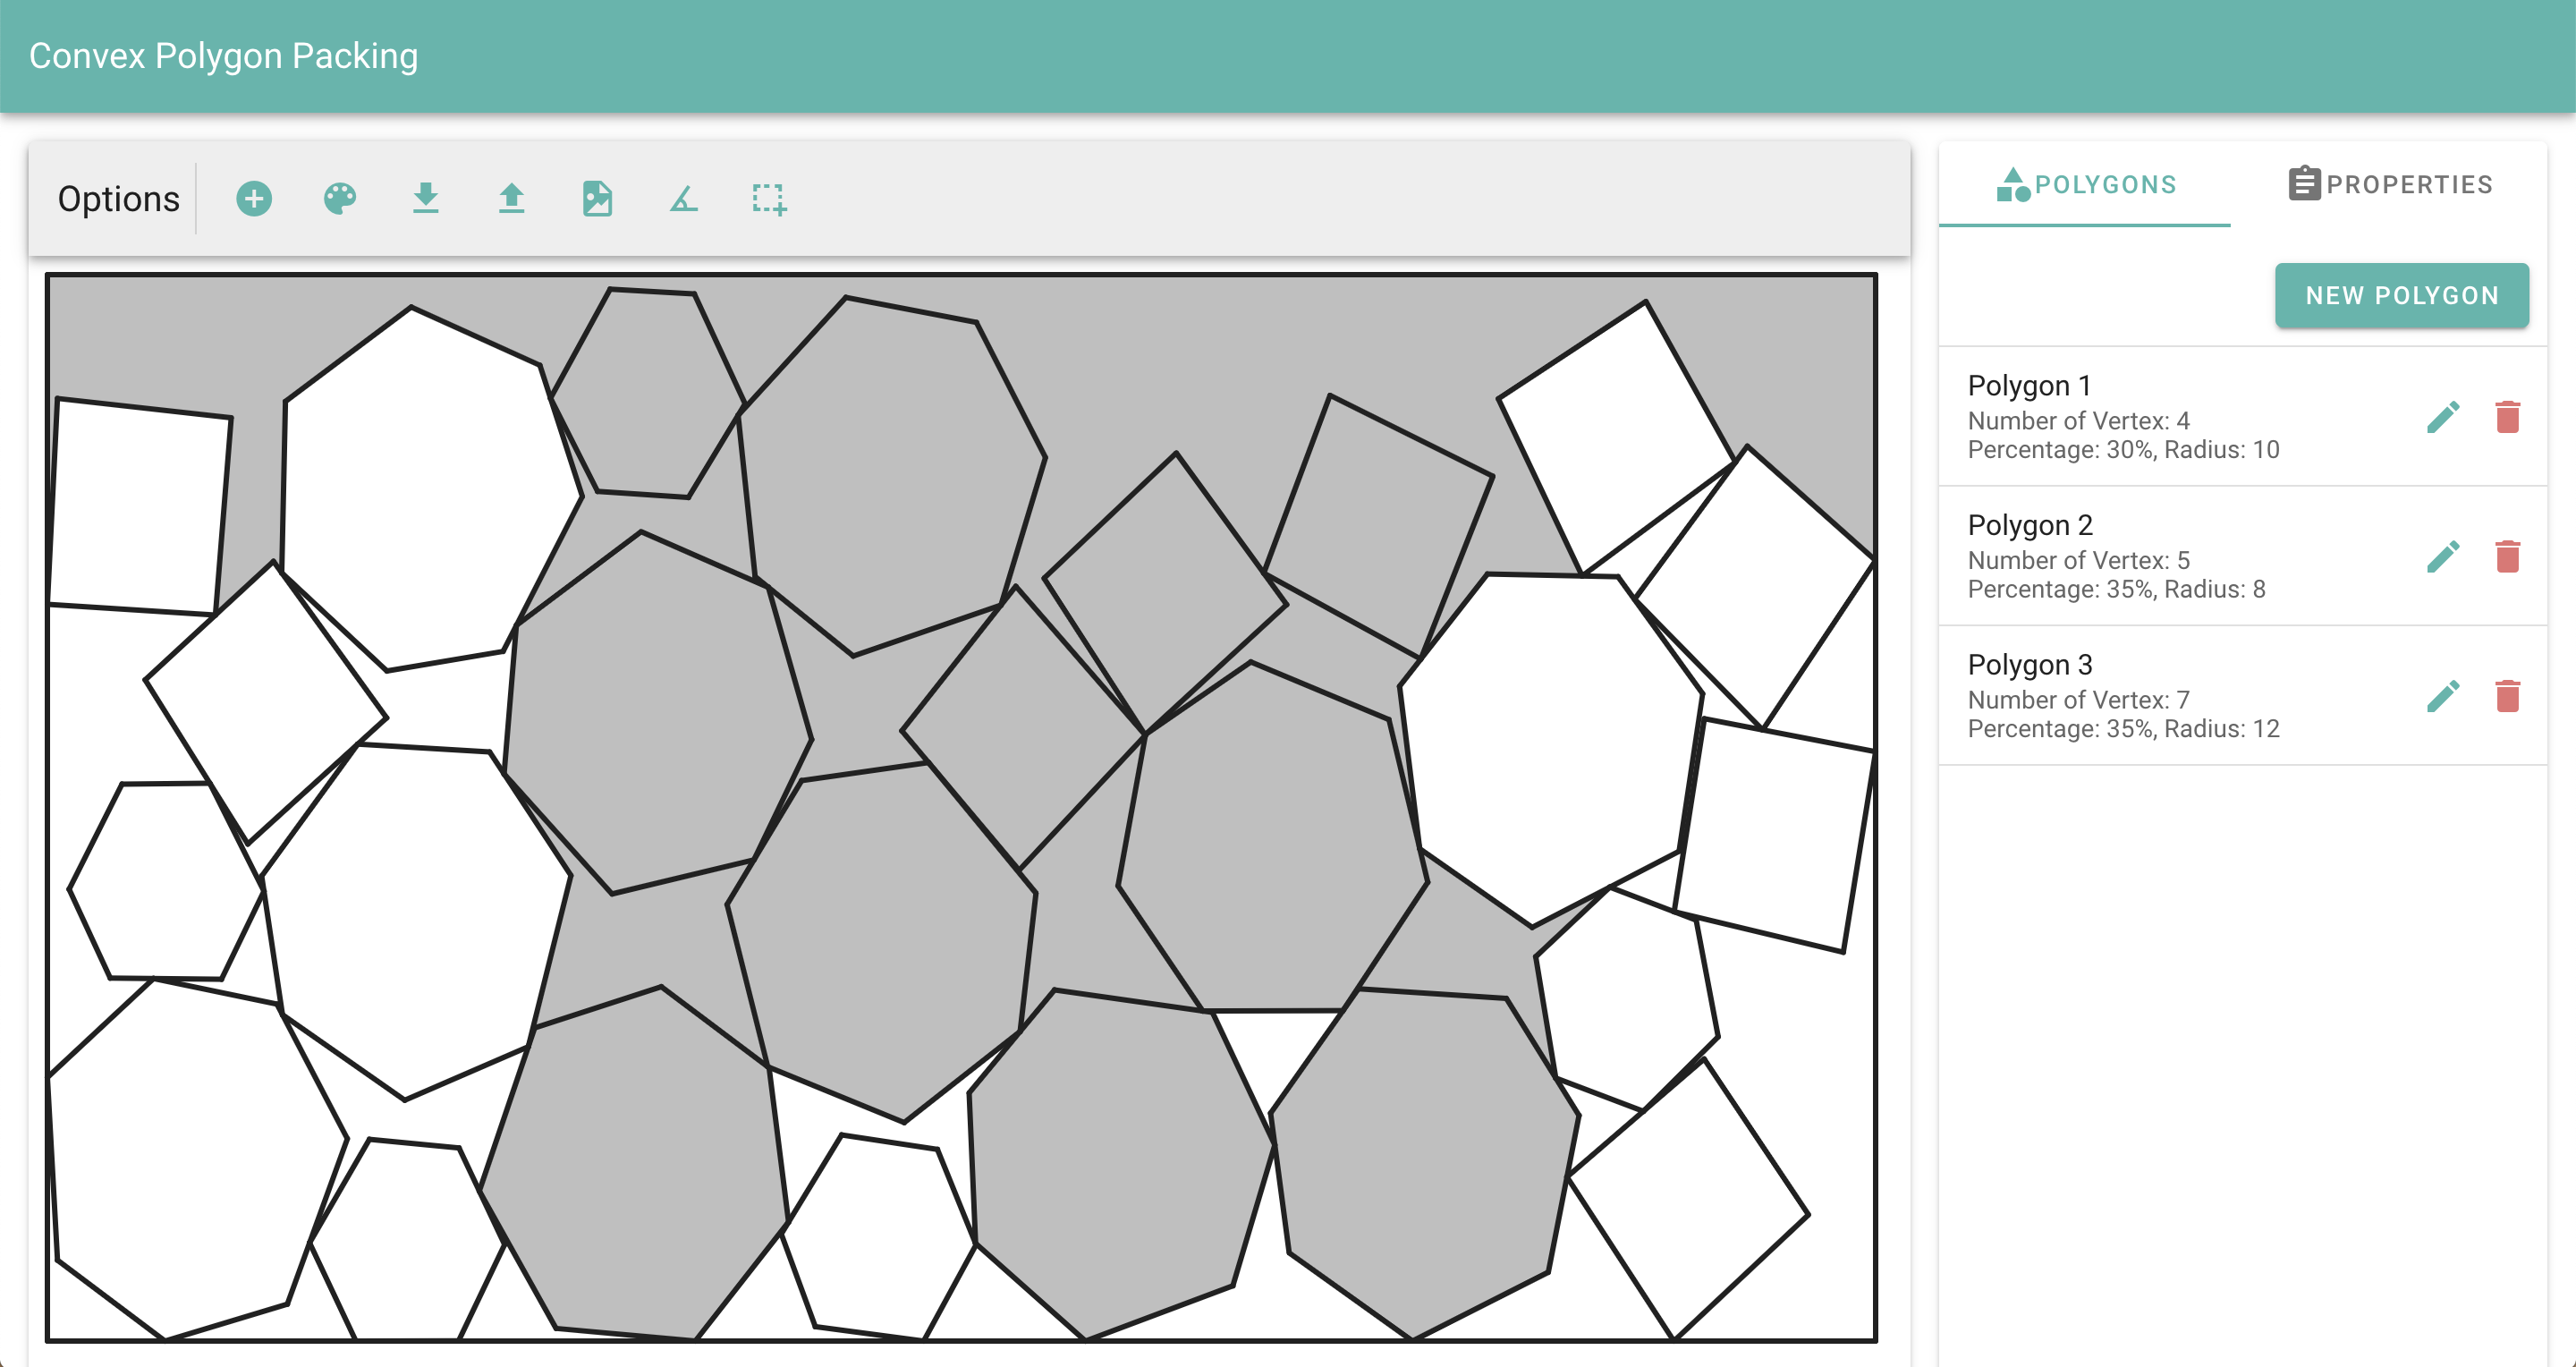 Convex Polygon Packing
Options
POLYGONS
PROPERTIES
NEW POLYGON
Polygon 1
Number of Vertex: 4
Percentage: 30%, Radius: 10
Polygon 2
Number of Vertex: 5
Percentage: 35%, Radius: 8
Polygon 3
Number of Vertex: 7
Percentage: 35%, Radius: 12